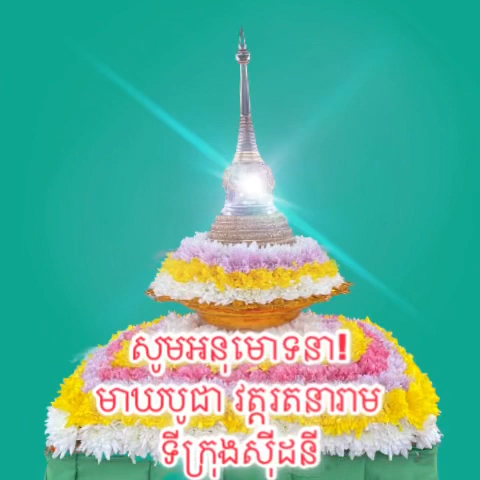 សូមអនុមោទនា!
មាឃបូជា វត្តរតនារាម
ទីក្រុងស៊ីដនី